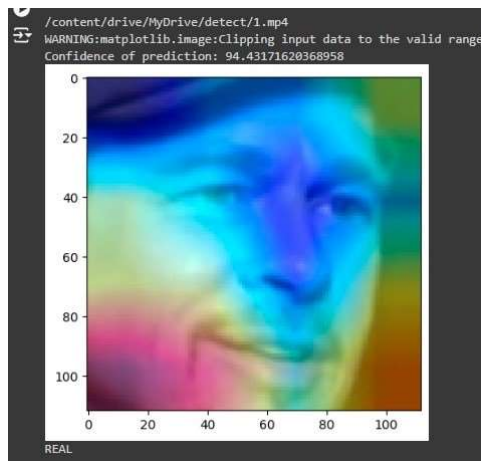 /content/drive/MyDrive/detect/1.mp4
WARNING:matplotlib.image:Clipping input data to the valid range
Confidence of prediction: 94.43171620368958
0
20
40
60
80
100
0 20 40 60 80 100
REAL